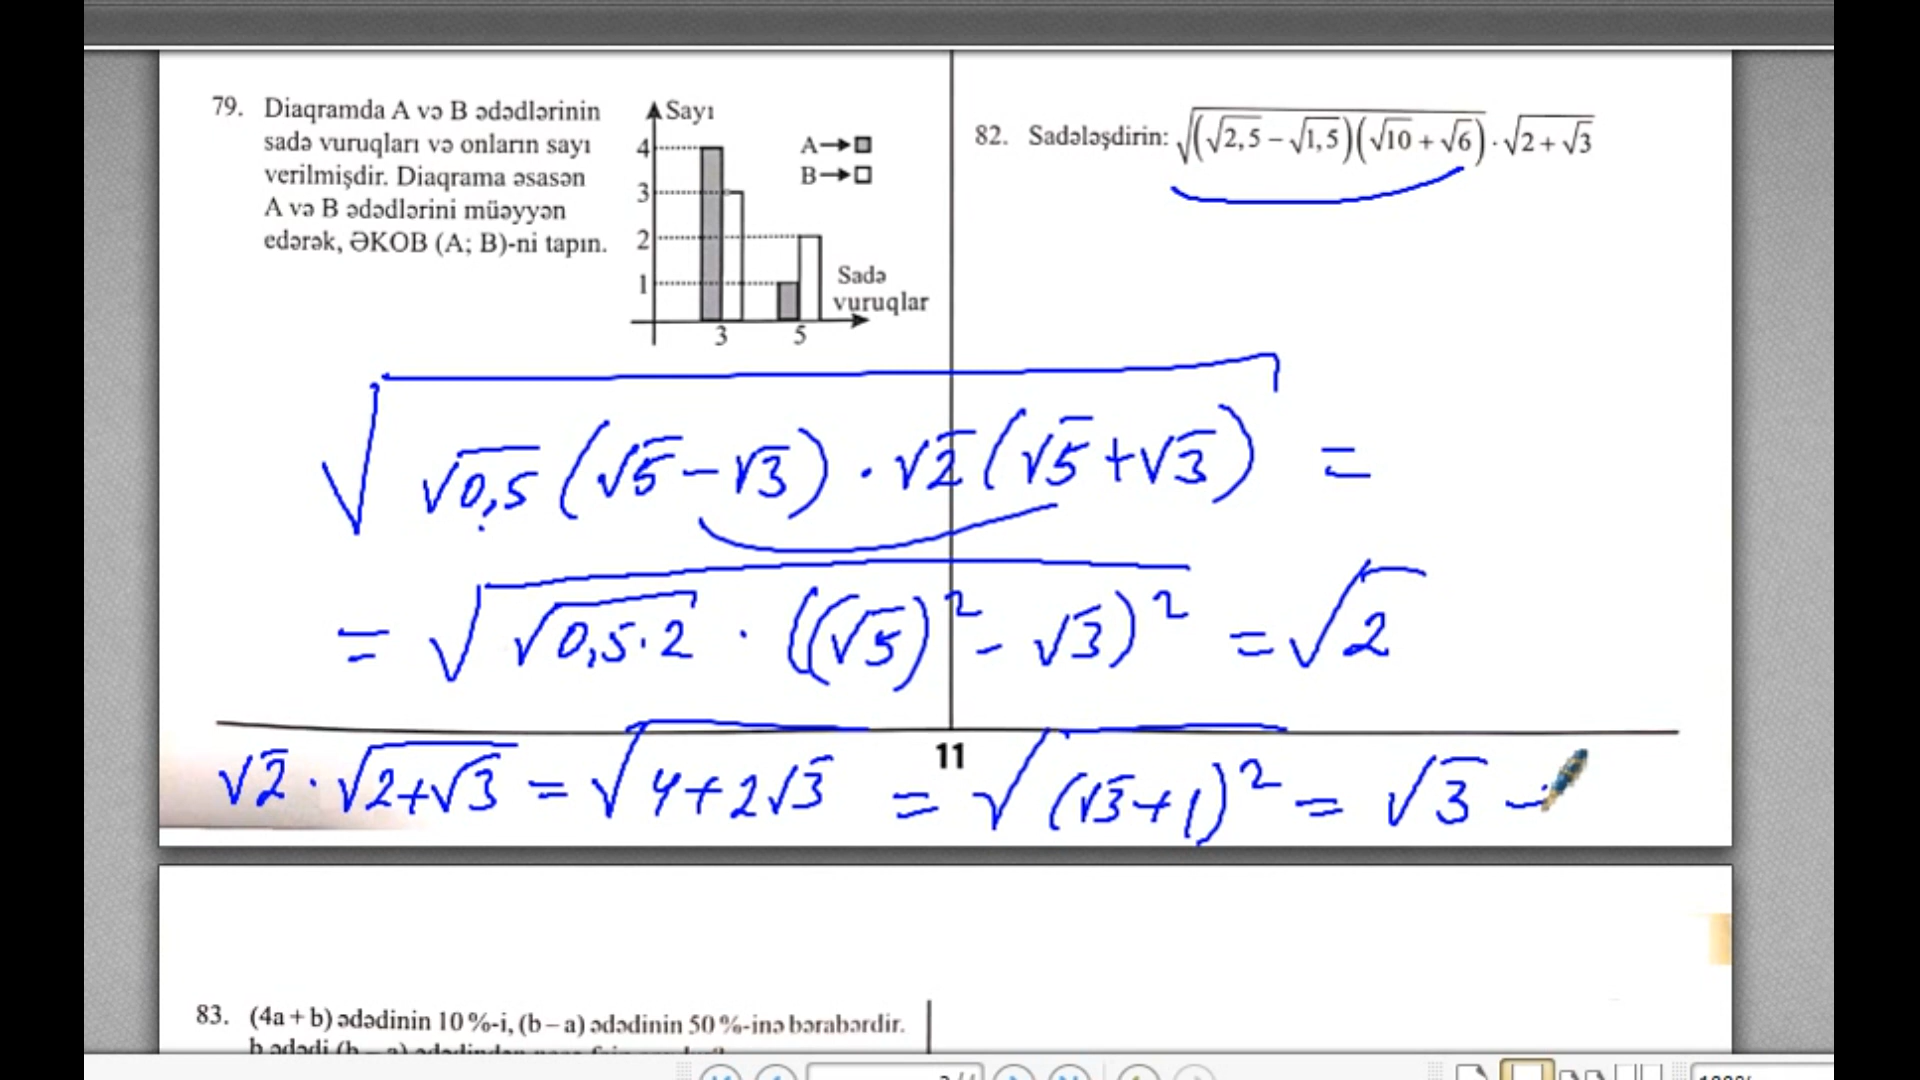 79. Diaqramda A və B ədədlərinin
sadə vuruqları və onların sayı
verilmişdir. Diaqrama əsasən
A və B ədədlərini müəyyən
edərək, ƏKOB (A; B)-ni tapın.
Sayı
4
3
2
1
A→
B→
Sadə
vuruqlar
3 5
82. Sadələşdirin: √((√2,5 − √1,5)(√10 + √6)) · √(2 + √3)
√(√0,5 (√5 − √3) · √2 (√5 + √3)) =
= √(√0,5·2 · ((√5)² − √3)²) = √2
√2 · √(2+√3) = √(4+2√3) = √((√3+1)²) = √3 −
11
83. (4a + b) ədədinin 10 %-i, (b – a) ədədinin 50 %-inə bərabərdir.